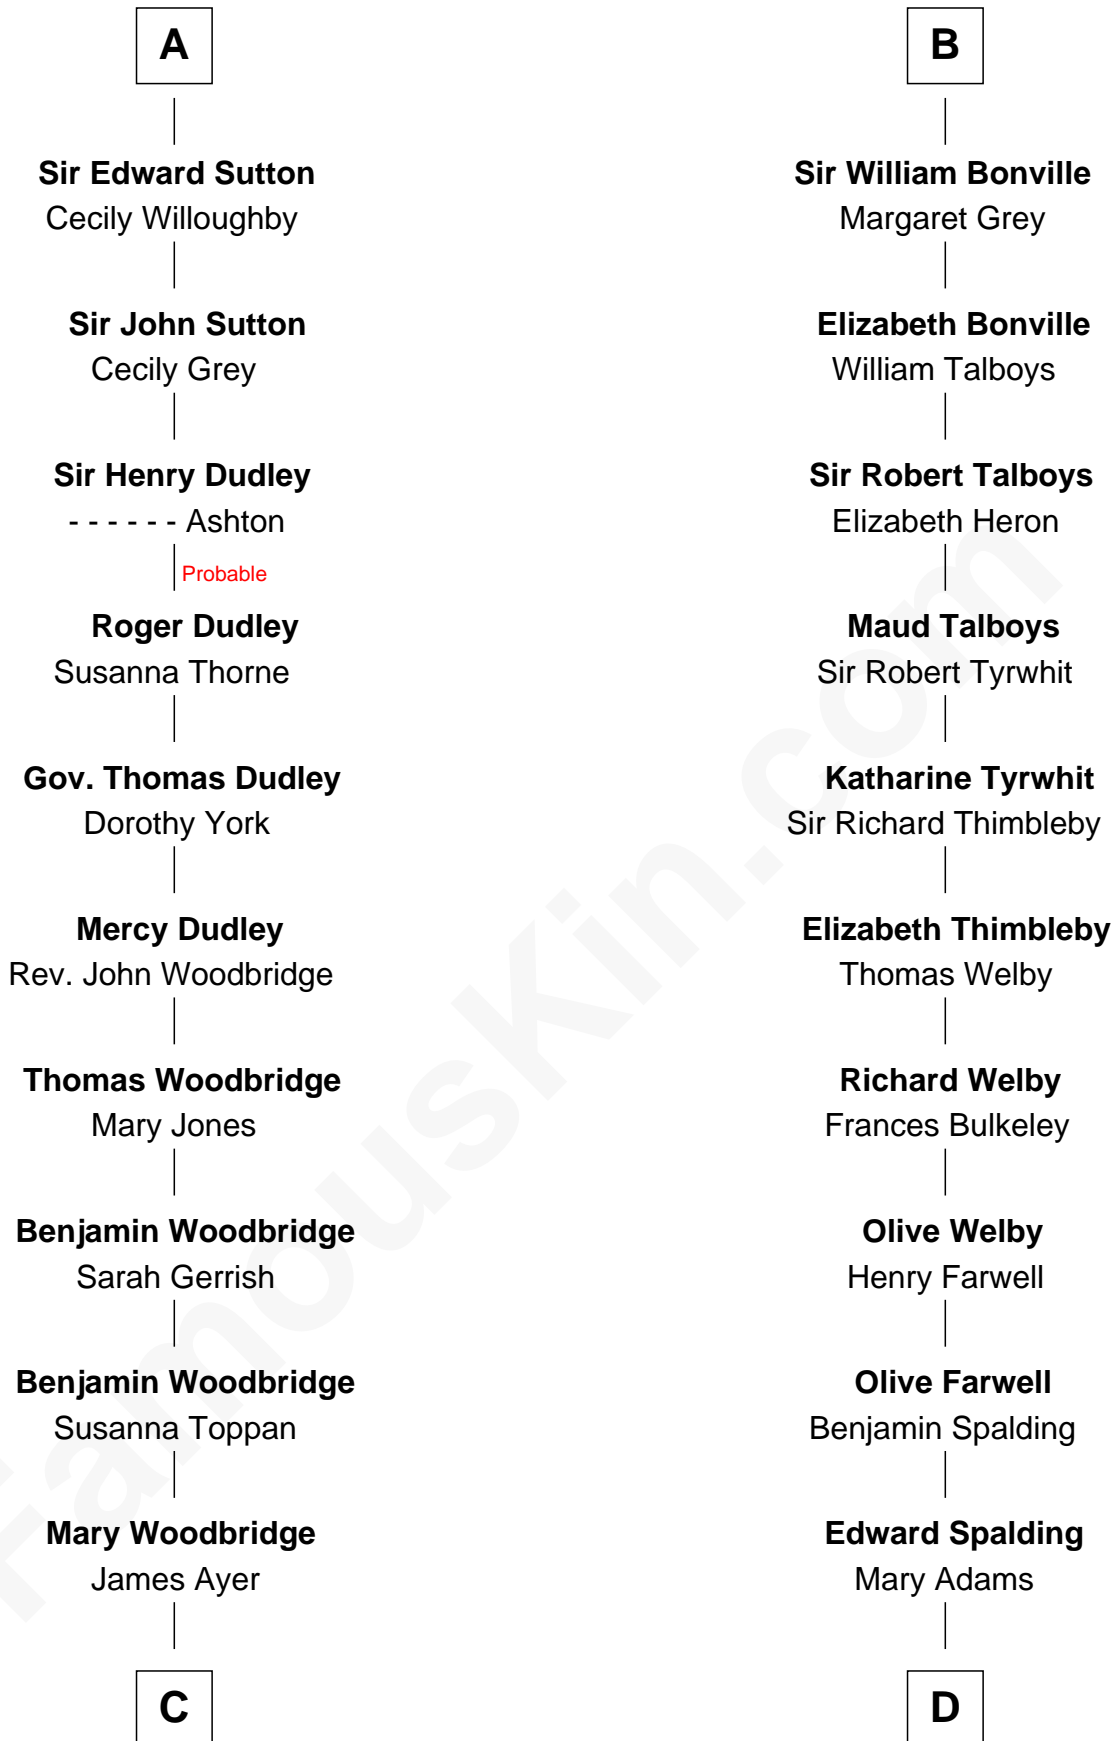 A
Sir Edward Sutton
Cecily Willoughby
Sir John Sutton
Cecily Grey
Sir Henry Dudley
- - - - - - Ashton
Probable
Roger Dudley
Susanna Thorne
Gov. Thomas Dudley
Dorothy York
Mercy Dudley
Rev. John Woodbridge
Thomas Woodbridge
Mary Jones
Benjamin Woodbridge
Sarah Gerrish
Benjamin Woodbridge
Susanna Toppan
Mary Woodbridge
James Ayer
C
B
Sir William Bonville
Margaret Grey
Elizabeth Bonville
William Talboys
Sir Robert Talboys
Elizabeth Heron
Maud Talboys
Sir Robert Tyrwhit
Katharine Tyrwhit
Sir Richard Thimbleby
Elizabeth Thimbleby
Thomas Welby
Richard Welby
Frances Bulkeley
Olive Welby
Henry Farwell
Olive Farwell
Benjamin Spalding
Edward Spalding
Mary Adams
D
FamousKin.com